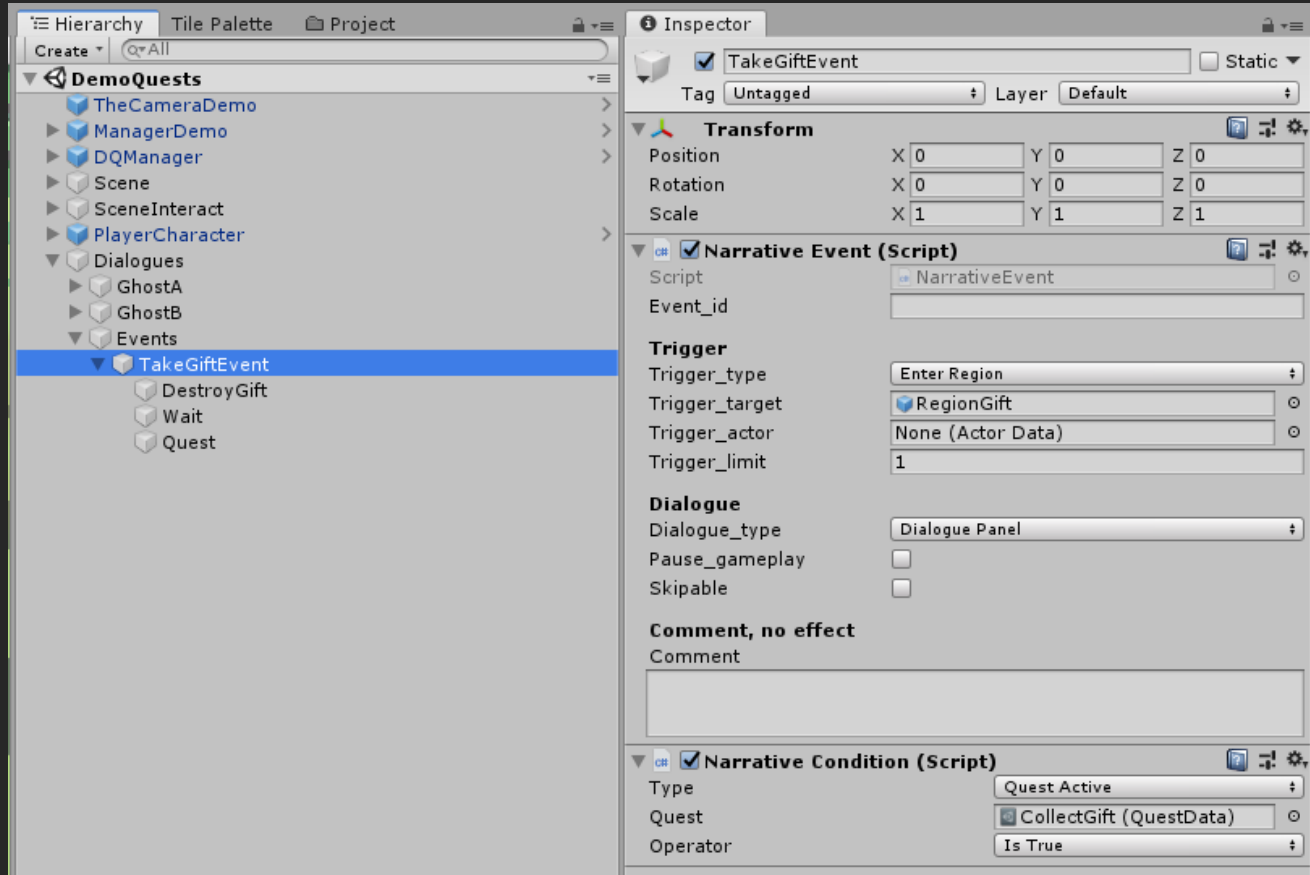 Hierarchy Tile Palette Project
Create All
DemoQuests
TheCameraDemo
ManagerDemo
DQManager
Scene
SceneInteract
PlayerCharacter
Dialogues
GhostA
GhostB
Events
TakeGiftEvent
DestroyGift
Wait
Quest
Inspector
TakeGiftEvent Static
Tag Untagged Layer Default
Transform
Position X 0 Y 0 Z 0
Rotation X 0 Y 0 Z 0
Scale X 1 Y 1 Z 1
C# Narrative Event (Script)
Script NarrativeEvent
Event_id
Trigger
Trigger_type Enter Region
Trigger_target RegionGift
Trigger_actor None (Actor Data)
Trigger_limit 1
Dialogue
Dialogue_type Dialogue Panel
Pause_gameplay
Skipable
Comment, no effect
Comment
C# Narrative Condition (Script)
Type Quest Active
Quest CollectGift (QuestData)
Operator Is True